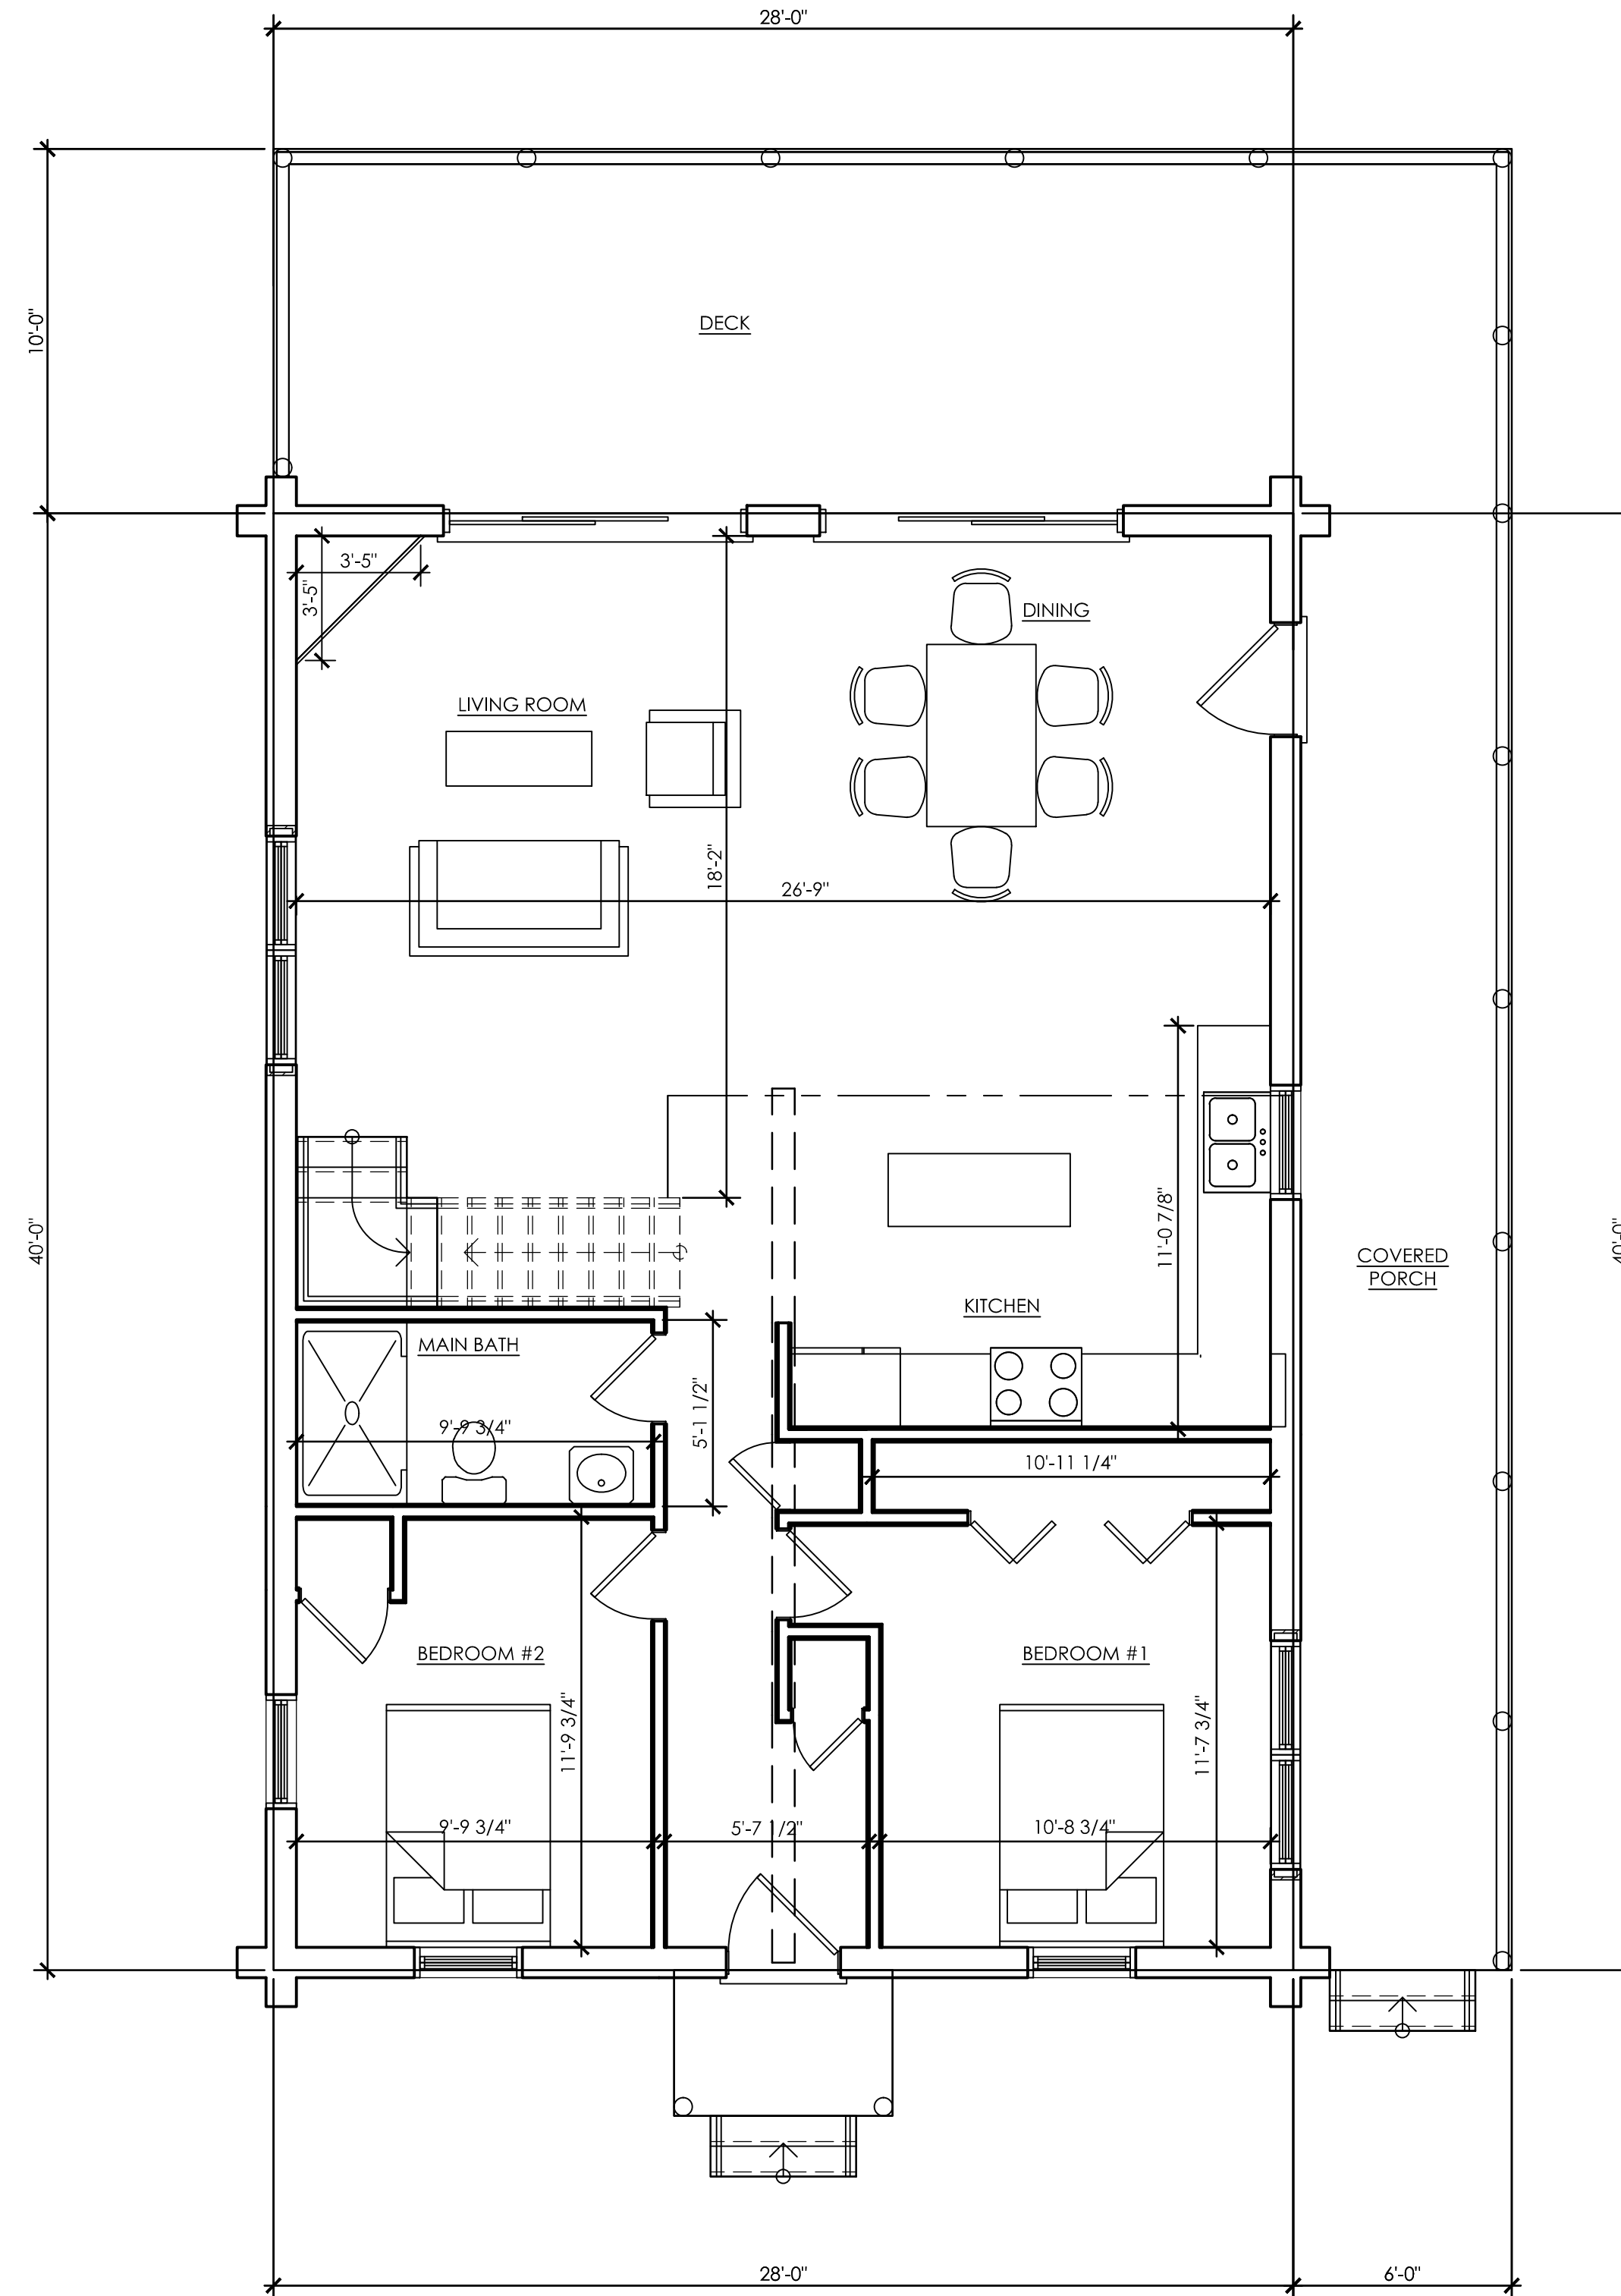 28'-0"
10'-0"
DECK
3'-5"
3'-5"
DINING
LIVING ROOM
18'-2"
26'-9"
11'-0 7/8"
40'-0"
40'-0"
COVERED
PORCH
KITCHEN
MAIN BATH
5'-1 1/2"
9'-9 3/4"
10'-11 1/4"
BEDROOM #2
BEDROOM #1
11'-9 3/4"
11'-7 3/4"
9'-9 3/4"
5'-7 1/2"
10'-8 3/4"
28'-0"
6'-0"